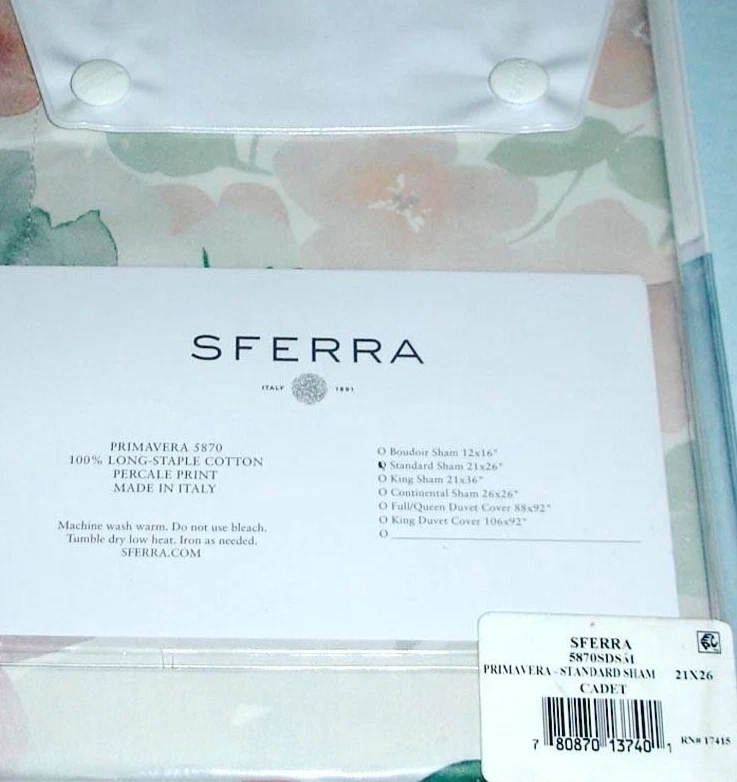 SFERRA
ITALY 1891
PRIMAVERA 5870
100% LONG-STAPLE COTTON
PERCALE PRINT
MADE IN ITALY
Machine wash warm. Do not use bleach.
Tumble dry low heat. Iron as needed.
SFERRA.COM
O Boudoir Sham 12x16"
O Standard Sham 21x26"
O King Sham 21x36"
O Continental Sham 26x26"
O Full/Queen Duvet Cover 88x92"
O King Duvet Cover 106x92"
O
SFERRA
PRIMAVERA - STANDARD SHAM 21X26
CADET
7 80870 13740 1
RN# 17415